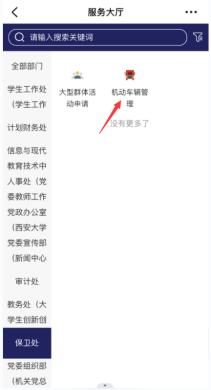 服务大厅
请输入搜索关键词
全部部门
学生工作处
（学生工作
计划财务处
信息与现代
教育技术中
人事处（党
委教师工作
党政办公室
（西安大学
党委宣传部
（新闻中心
审计处
教务处（大
学生创新创
保卫处
党委组织部
（机关党总
大型群体活
动申请
机动车辆管
理
没有更多了